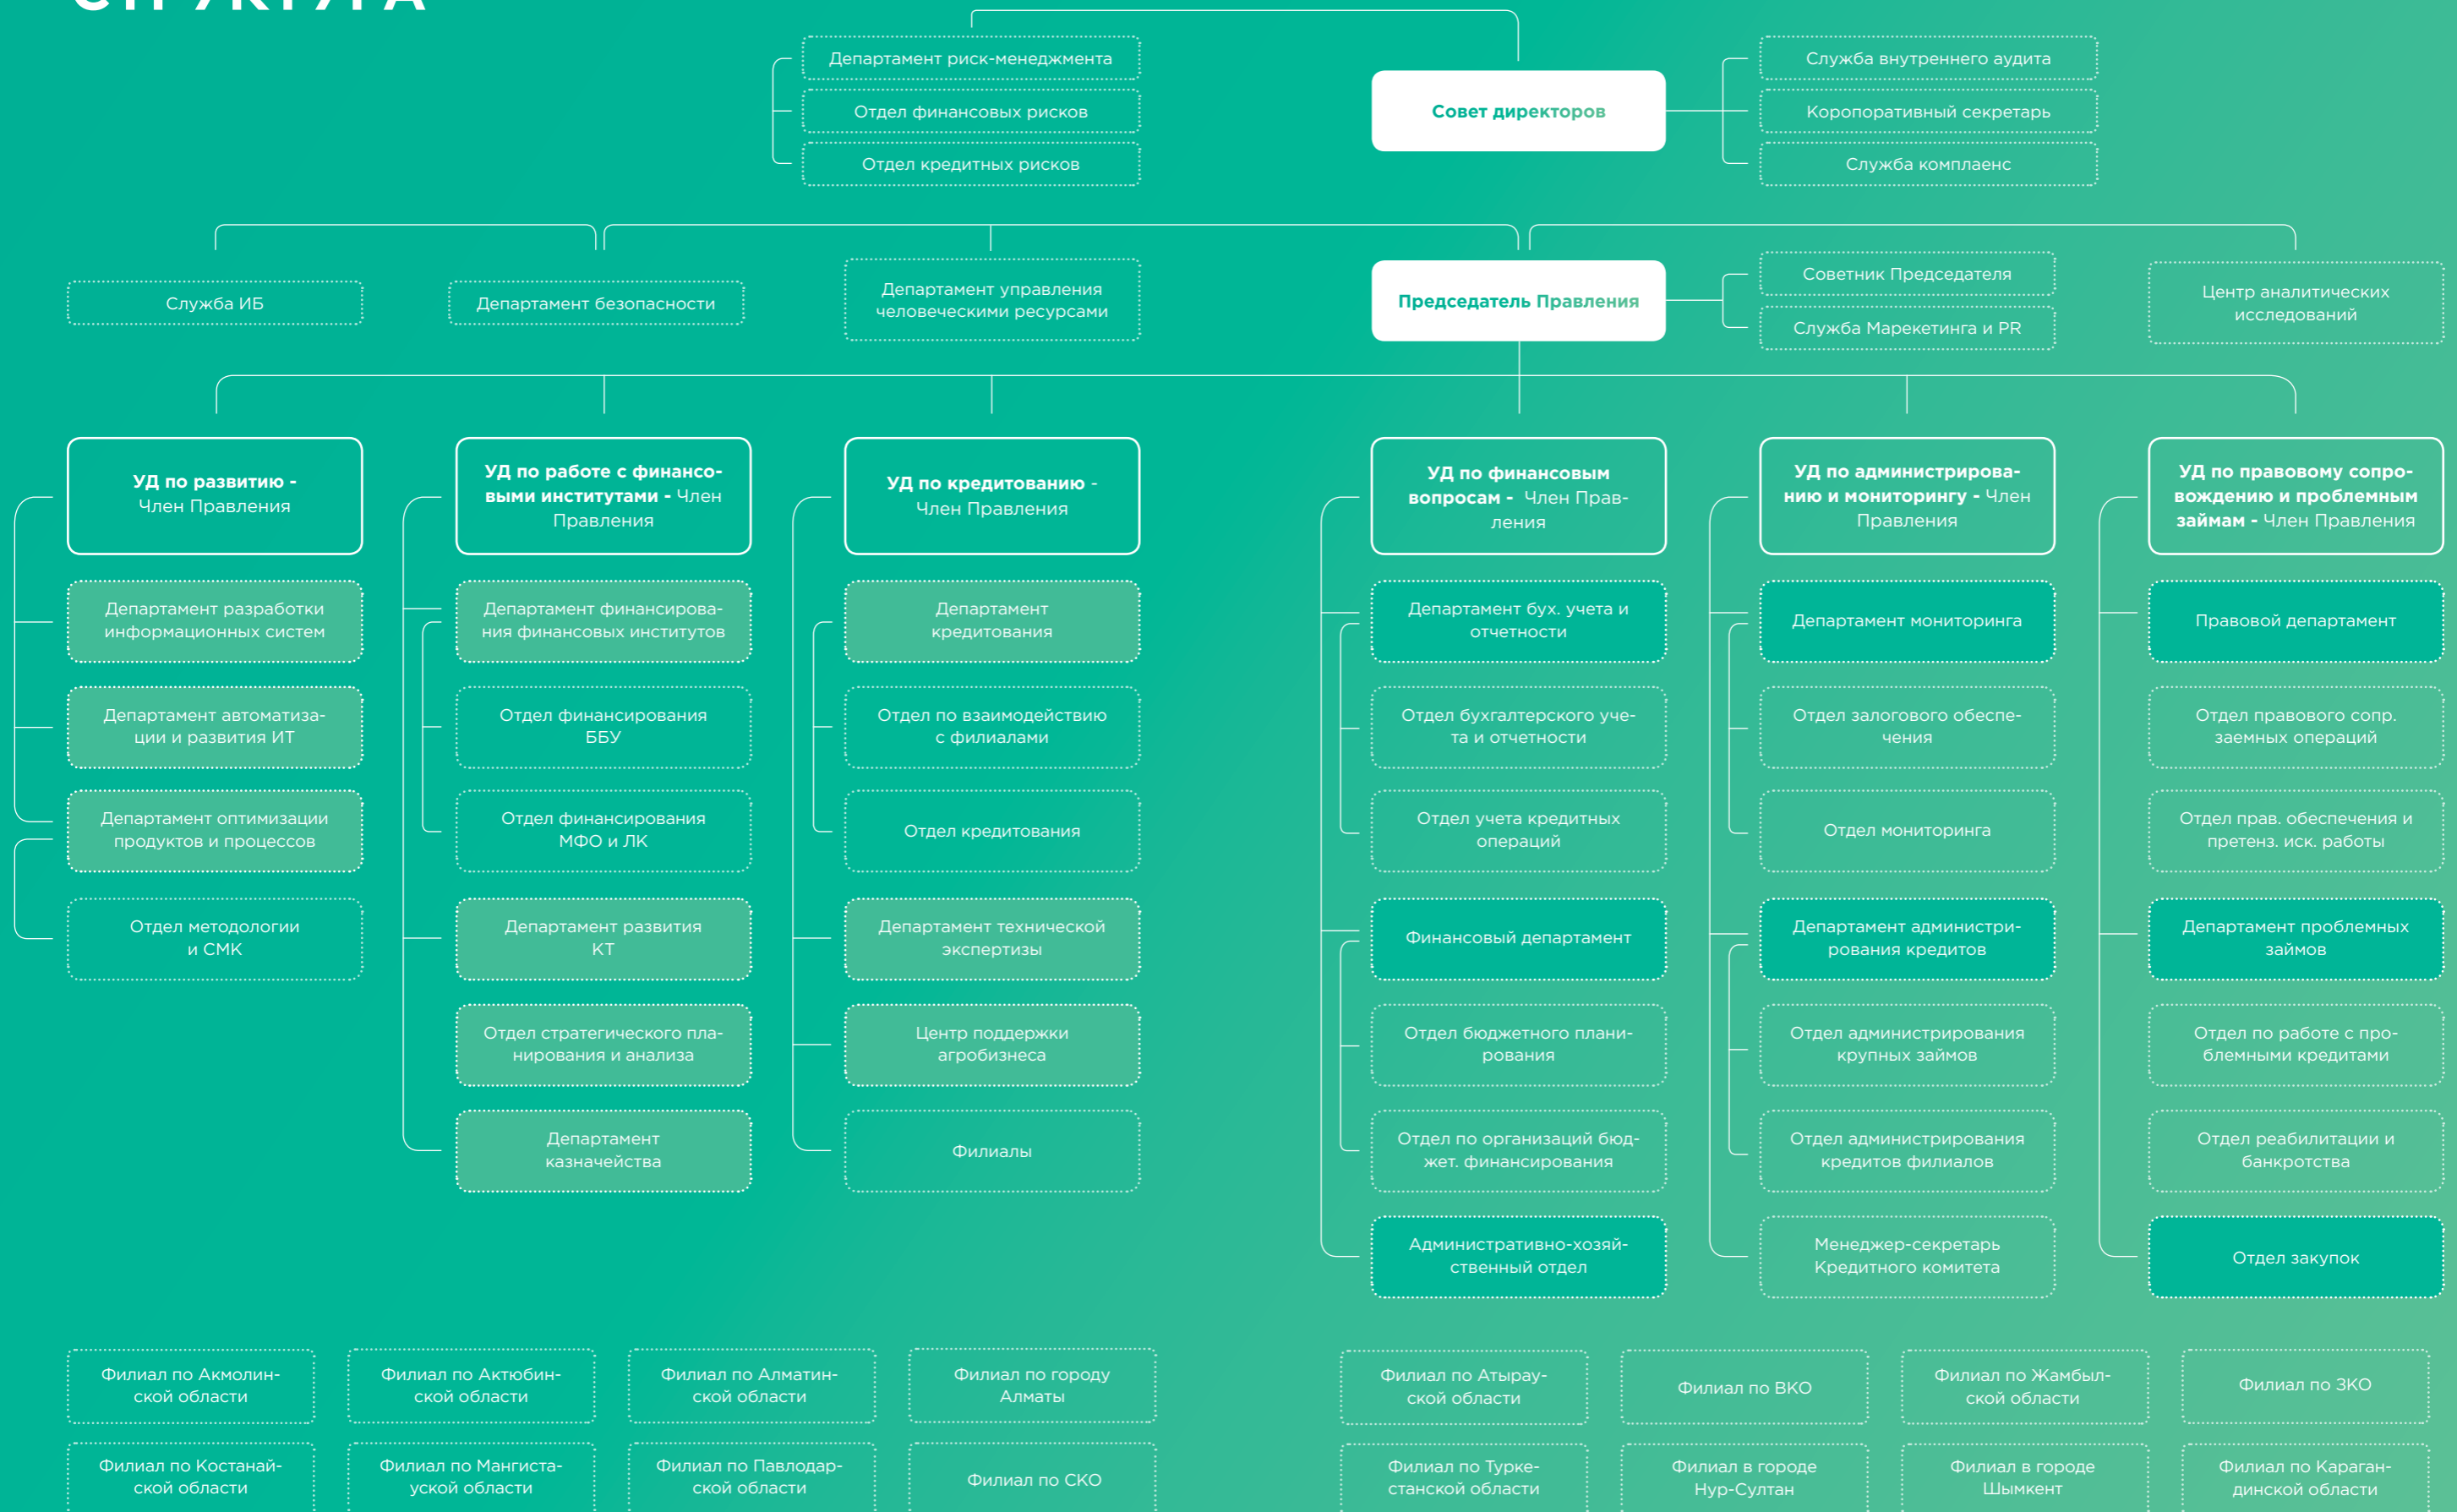 СТРУКТУРА
Департамент риск-менеджмента
Отдел финансовых рисков
Отдел кредитных рисков
Совет директоров
Служба внутреннего аудита
Коропоративный секретарь
Служба комплаенс
Служба ИБ
Департамент безопасности
Департамент управления
человеческими ресурсами
Председатель Правления
Советник Председателя
Служба Марекетинга и PR
Центр аналитических
исследований
УД по развитию -
Член Правления
Департамент разработки
информационных систем
Департамент автоматиза-
ции и развития ИТ
Департамент оптимизации
продуктов и процессов
Отдел методологии
и СМК
УД по работе с финансо-
выми институтами - Член
Правления
Департамент финансирова-
ния финансовых институтов
Отдел финансирования
ББУ
Отдел финансирования
МФО и ЛК
Департамент развития
КТ
Отдел стратегического пла-
нирования и анализа
Департамент
казначейства
УД по кредитованию -
Член Правления
Департамент
кредитования
Отдел по взаимодействию
с филиалами
Отдел кредитования
Департамент технической
экспертизы
Центр поддержки
агробизнеса
Филиалы
УД по финансовым
вопросам - Член Прав-
ления
Департамент бух. учета и
отчетности
Отдел бухгалтерского уче-
та и отчетности
Отдел учета кредитных
операций
Финансовый департамент
Отдел бюджетного плани-
рования
Отдел по организаций бюд-
жет. финансирования
Административно-хозяй-
ственный отдел
УД по администрирова-
нию и мониторингу - Член
Правления
Департамент мониторинга
Отдел залогового обеспе-
чения
Отдел мониторинга
Департамент администри-
рования кредитов
Отдел администрирования
крупных займов
Отдел администрирования
кредитов филиалов
Менеджер-секретарь
Кредитного комитета
УД по правовому сопро-
вождению и проблемным
займам - Член Правления
Правовой департамент
Отдел правового сопр.
заемных операций
Отдел прав. обеспечения и
претенз. иск. работы
Департамент проблемных
займов
Отдел по работе с про-
блемными кредитами
Отдел реабилитации и
банкротства
Отдел закупок
Филиал по Акмолин-
ской области
Филиал по Актюбин-
ской области
Филиал по Алматин-
ской области
Филиал по городу
Алматы
Филиал по Атырау-
ской области
Филиал по ВКО
Филиал по Жамбыл-
ской области
Филиал по ЗКО
Филиал по Костанай-
ской области
Филиал по Мангиста-
уской области
Филиал по Павлодар-
ской области
Филиал по СКО
Филиал по Турке-
станской области
Филиал в городе
Нур-Султан
Филиал в городе
Шымкент
Филиал по Караган-
динской области